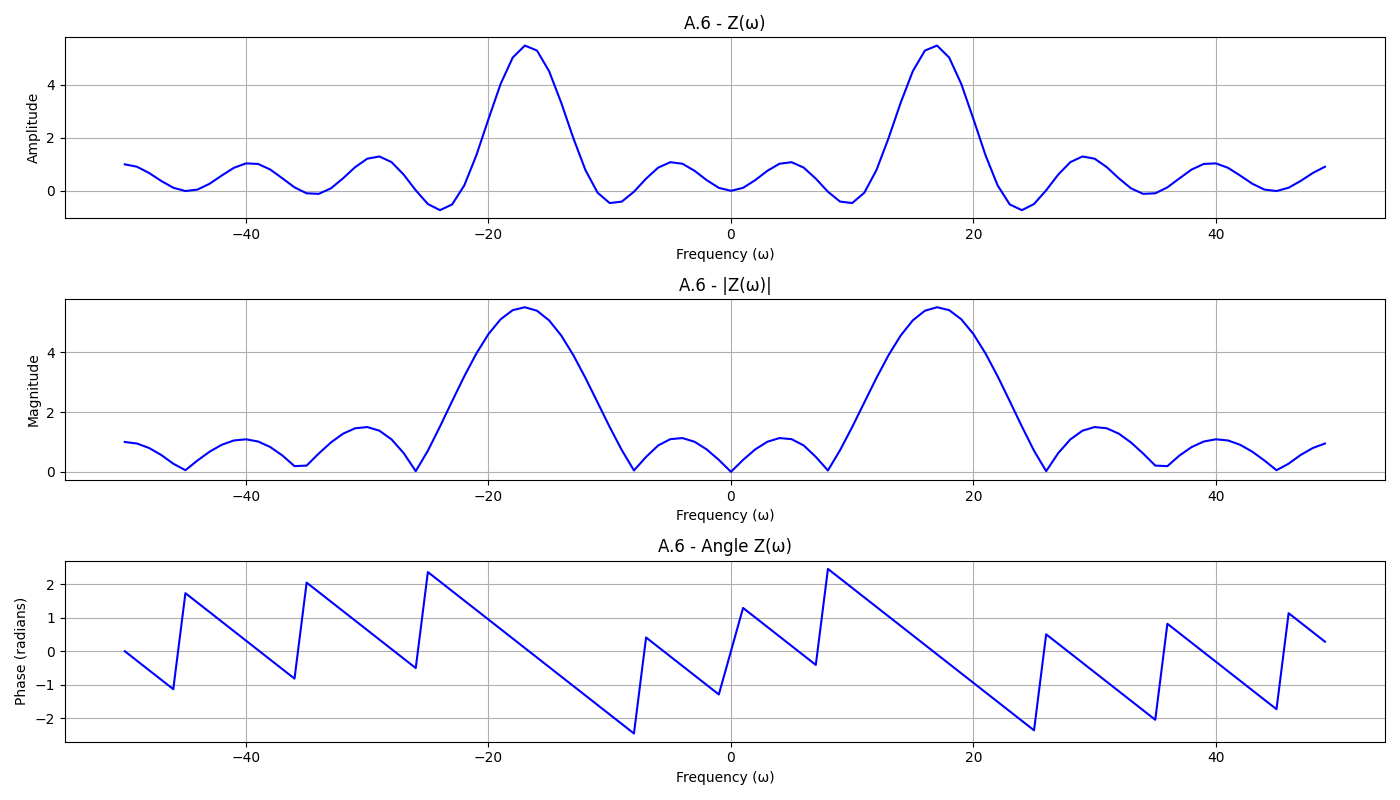 A.6 - Z(ω)
Amplitude
4
2
0
−40 −20 0 20 40
Frequency (ω)
A.6 - |Z(ω)|
Magnitude
4
2
0
−40 −20 0 20 40
Frequency (ω)
A.6 - Angle Z(ω)
Phase (radians)
2
1
0
−1
−2
−40 −20 0 20 40
Frequency (ω)